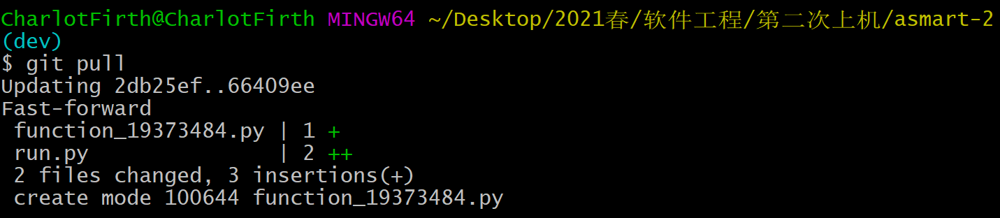 CharlotFirth@CharlotFirth MINGW64 ~/Desktop/2021春/软件工程/第二次上机/asmart-2
(dev)
$ git pull
Updating 2db25ef..66409ee
Fast-forward
 function_19373484.py | 1 +
 run.py               | 2 ++
 2 files changed, 3 insertions(+)
 create mode 100644 function_19373484.py